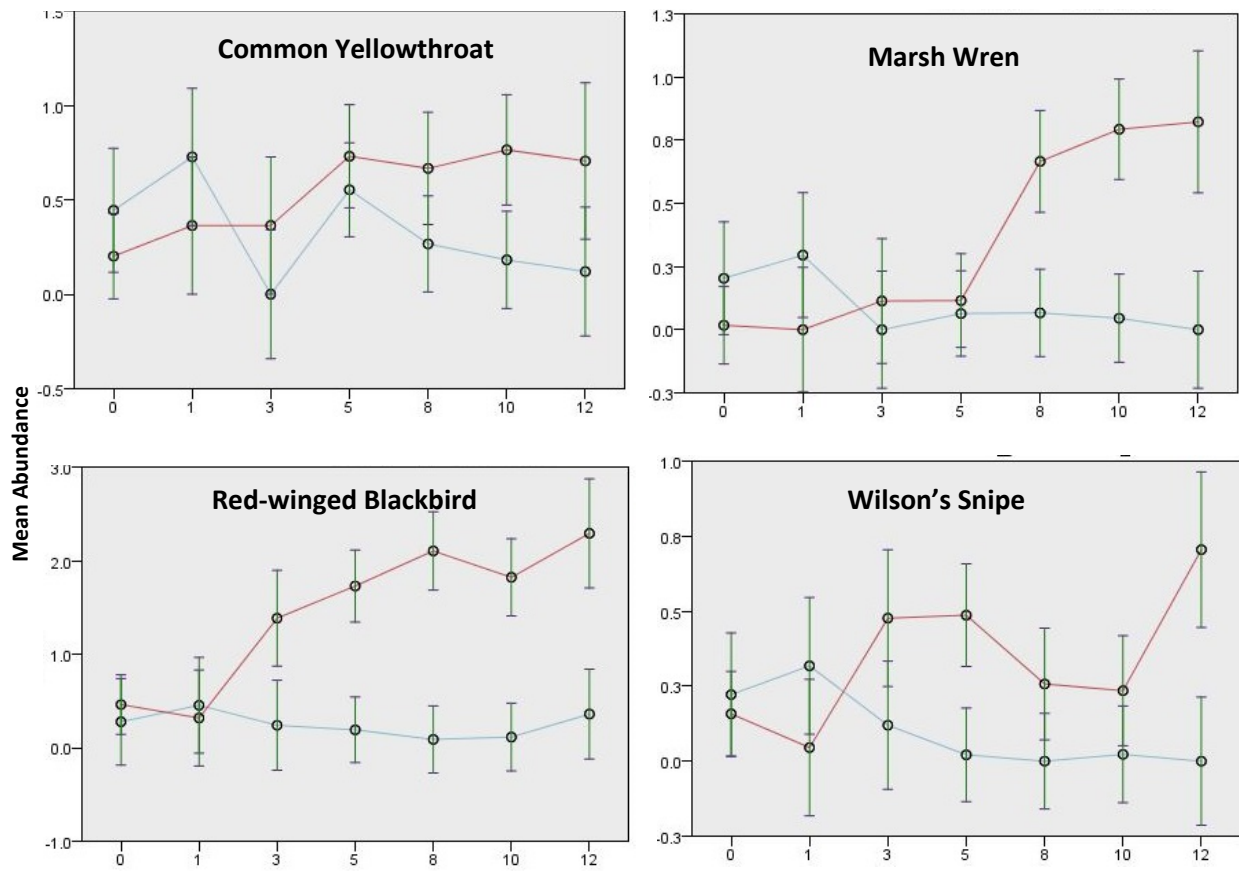 Mean Abundance
Common Yellowthroat
1.5
1.0
0.5
0.0
-0.5
0 1 3 5 8 10 12
Marsh Wren
1.3
1.0
0.8
0.5
0.3
0.0
-0.3
0 1 3 5 8 10 12
Red-winged Blackbird
3.0
2.0
1.0
0.0
-1.0
0 1 3 5 8 10 12
Wilson’s Snipe
1.0
0.8
0.5
0.3
0.0
-0.3
0 1 3 5 8 10 12